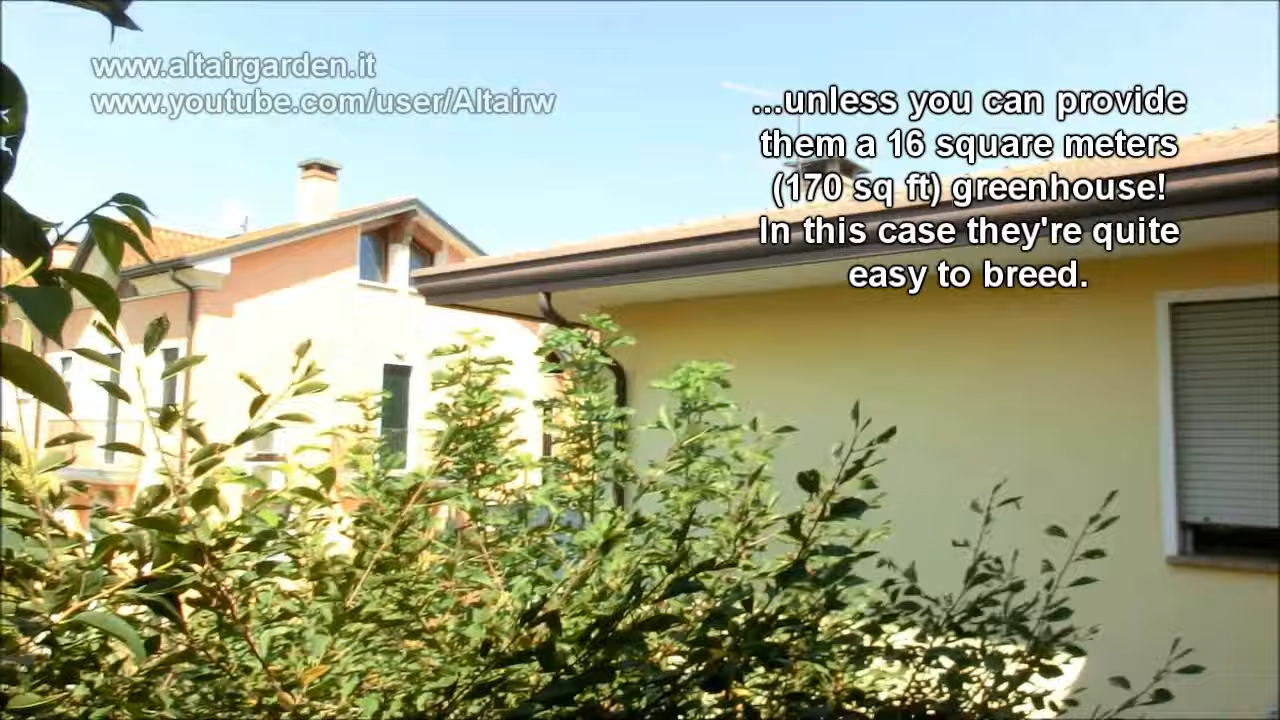 www.altairgarden.it
www.youtube.com/user/Altairw
...unless you can provide
them a 16 square meters
(170 sq ft) greenhouse!
In this case they're quite
easy to breed.